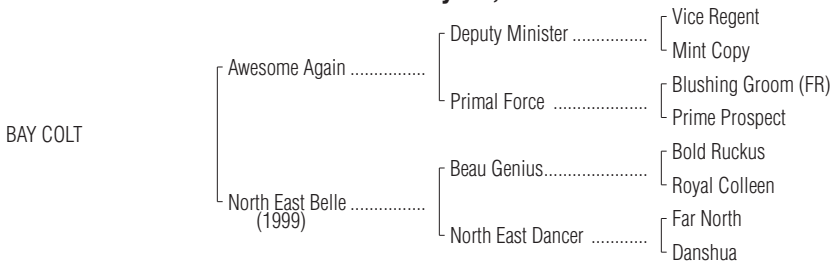 Vice Regent
Deputy Minister ................
Mint Copy
Awesome Again ................
Blushing Groom (FR)
Primal Force ....................
Prime Prospect
BAY COLT
Bold Ruckus
Beau Genius......................
Royal Colleen
North East Belle ................
(1999)
Far North
North East Dancer ............
Danshua